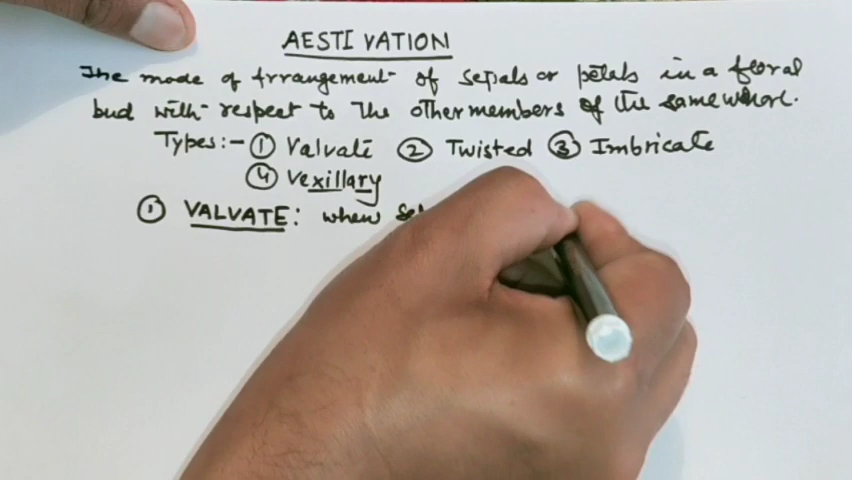 AESTIVATION
The mode of Arrangement of sepals or petals in a floral
bud with respect to the other members of the same whorl.
Types:- ① Valvate ② Twisted ③ Imbricate
④ Vexillary
① VALVATE: when